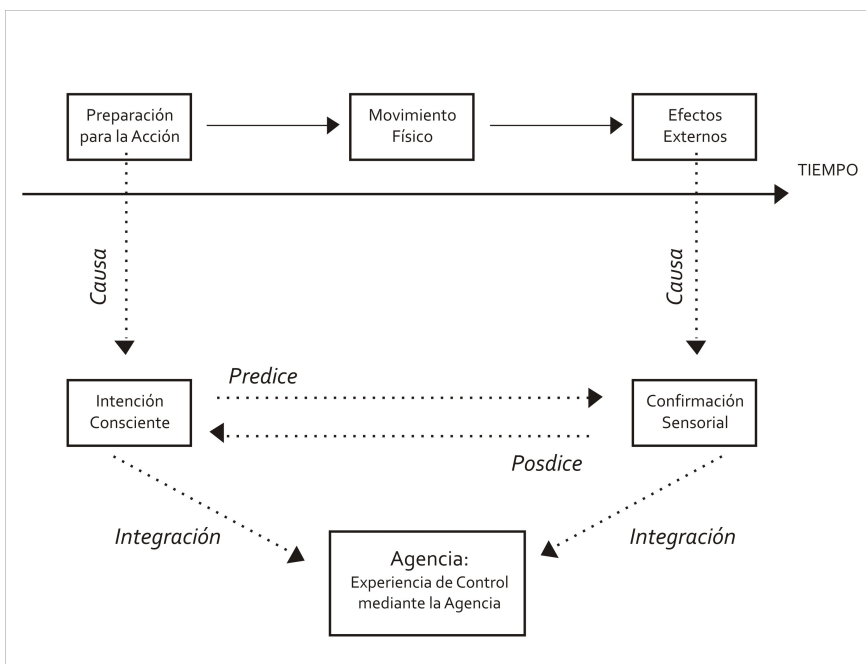 Preparación
para la Acción
Movimiento
Físico
Efectos
Externos
TIEMPO
Causa
Causa
Intención
Consciente
Predice
Posdice
Confirmación
Sensorial
Integración
Integración
Agencia:
Experiencia de Control
mediante la Agencia